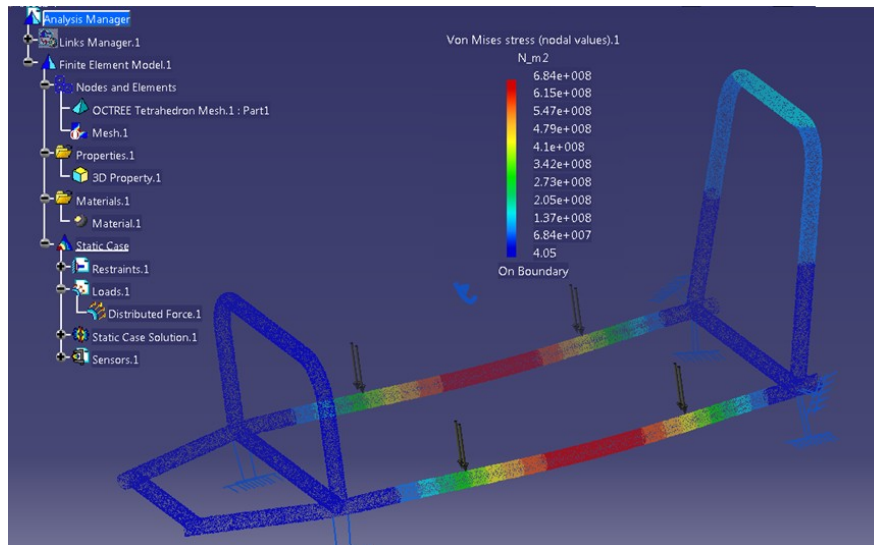 Analysis Manager
Links Manager.1
Finite Element Model.1
Nodes and Elements
OCTREE Tetrahedron Mesh.1 : Part1
Mesh.1
Properties.1
3D Property.1
Materials.1
Material.1
Static Case
Restraints.1
Loads.1
Distributed Force.1
Static Case Solution.1
Sensors.1
Von Mises stress (nodal values).1
N_m2
6.84e+008
6.15e+008
5.47e+008
4.79e+008
4.1e+008
3.42e+008
2.73e+008
2.05e+008
1.37e+008
6.84e+007
4.05
On Boundary